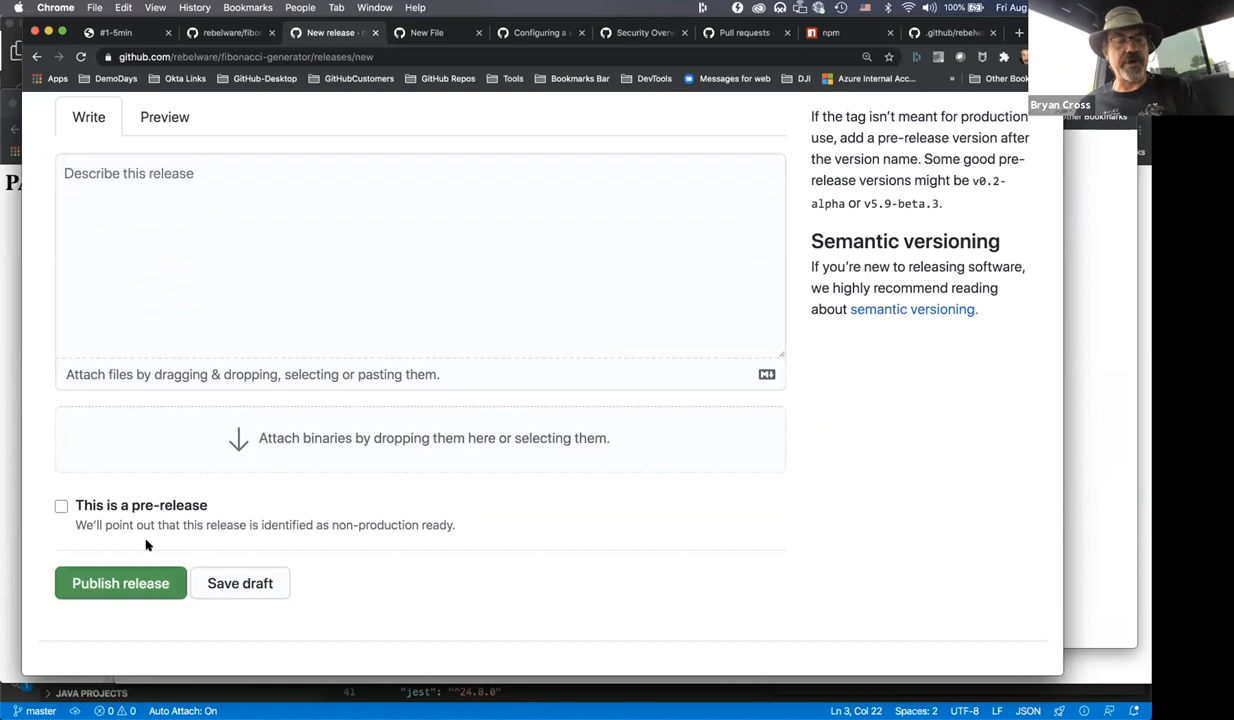 Chrome File Edit View History Bookmarks People Tab Window Help 100% Fri Aug
#1-5min
rebelware/fibo
New release
New File
Configuring a
Security Overv
Pull requests
npm
.github/rebelw
github.com/rebelware/fibonacci-generator/releases/new
Apps DemoDays Okta Links GitHub-Desktop GitHubCustomers GitHub Repos Tools Bookmarks Bar DevTools Messages for web DJI Azure Internal Acc... » Other Book
Bryan Cross
Other Bookmarks
Write Preview
Describe this release
Attach files by dragging & dropping, selecting or pasting them.
Attach binaries by dropping them here or selecting them.
This is a pre-release
We'll point out that this release is identified as non-production ready.
Publish release Save draft
If the tag isn't meant for production
use, add a pre-release version after
the version name. Some good pre-
release versions might be v0.2-
alpha or v5.9-beta.3.
Semantic versioning
If you're new to releasing software,
we highly recommend reading
about semantic versioning.
JAVA PROJECTS
41 "jest": "^24.8.0"
master 0 0 Auto Attach: On Ln 3, Col 22 Spaces: 2 UTF-8 LF JSON